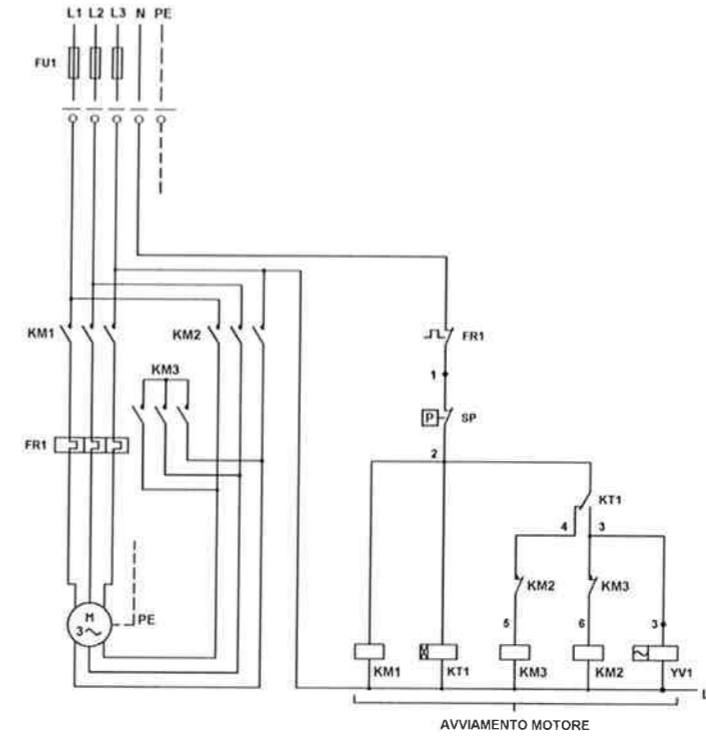 L1 L2 L3 N PE
FU1
KM1
KM2
FR1
KM3
1
P
SP
FR1
2
KT1
4
3
KM2
KM3
PE
M
3
5
6
3
KM1
KT1
KM3
KM2
YV1
L
AVVIAMENTO MOTORE